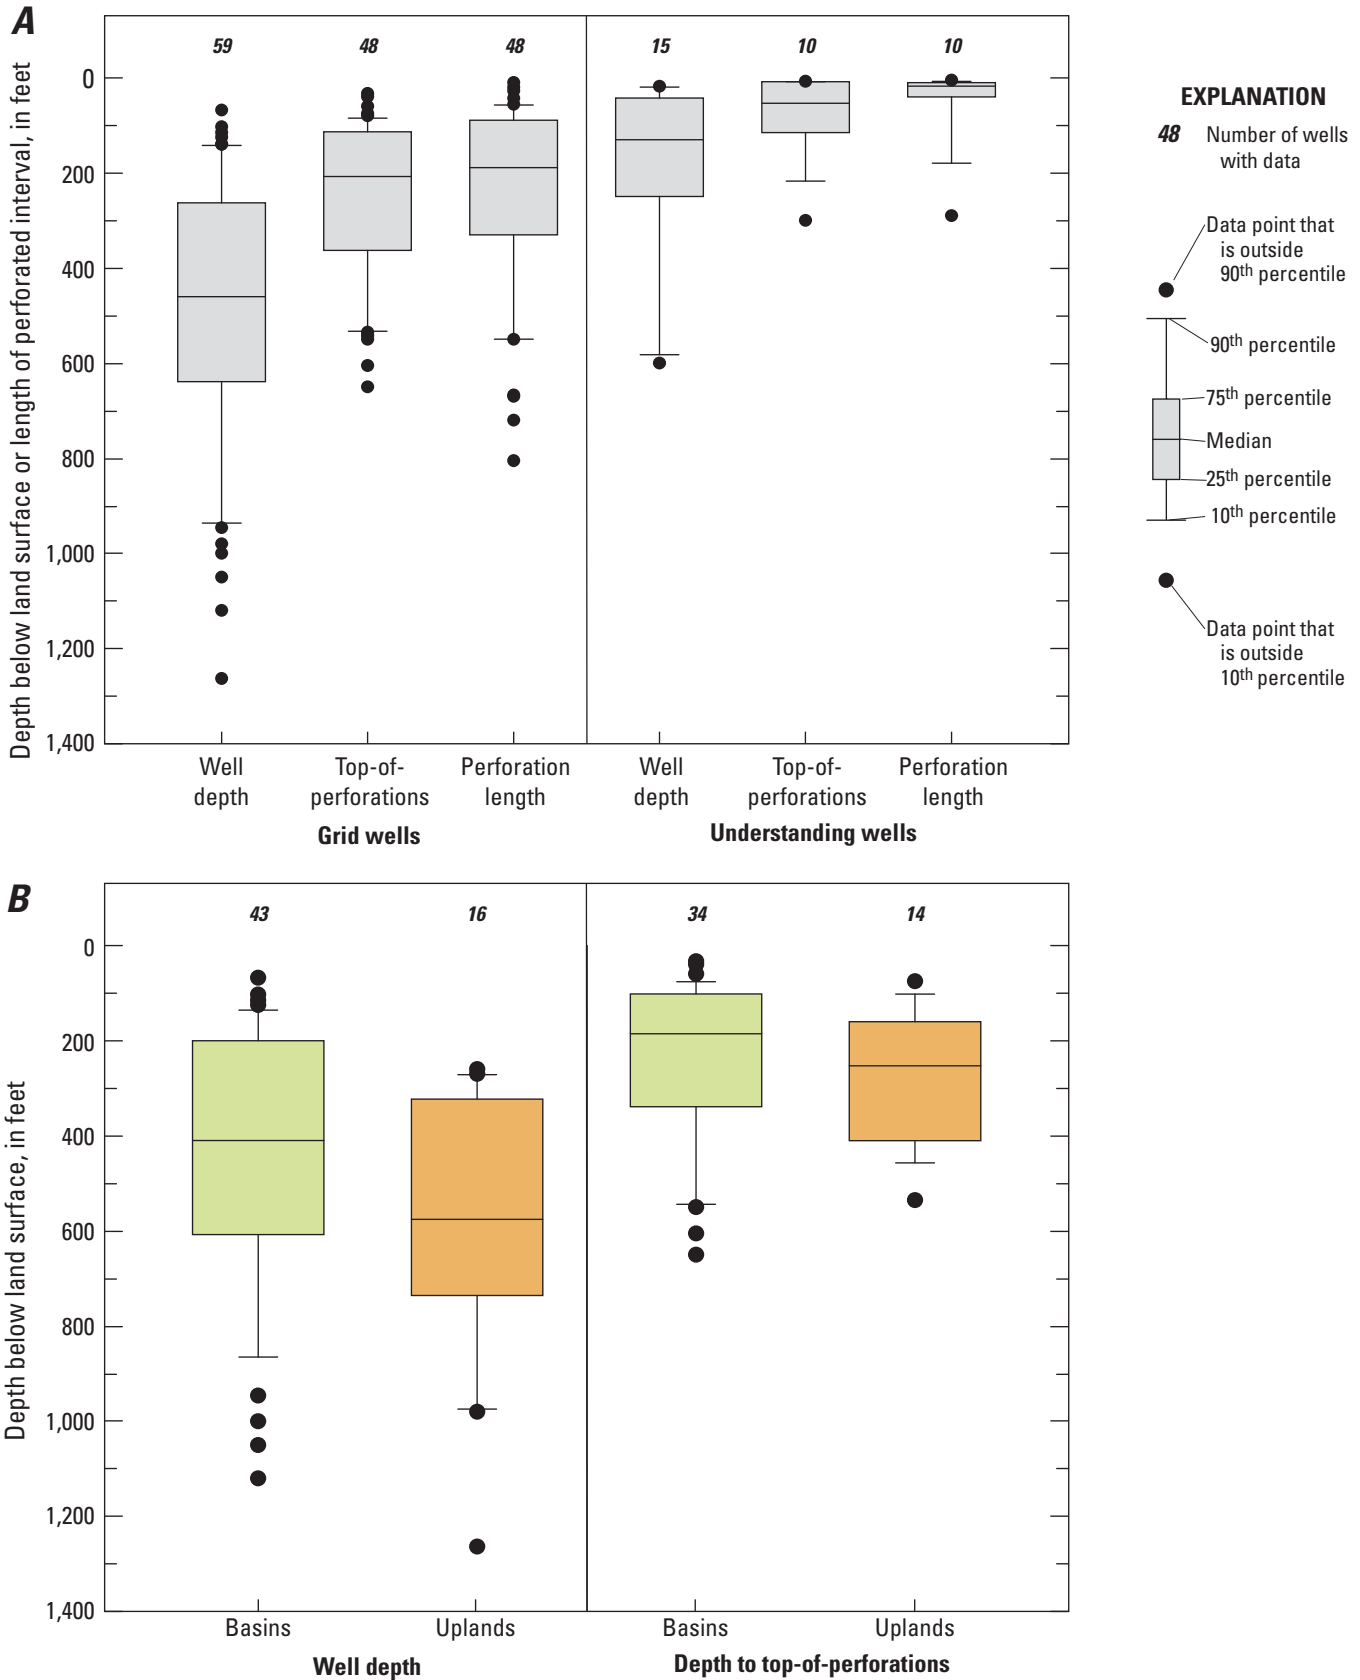 A
59 48 48 15 10 10
Depth below land surface or length of perforated interval, in feet
0
200
400
600
800
1,000
1,200
1,400
Well
depth
Top-of-
perforations
Perforation
length
Grid wells
Well
depth
Top-of-
perforations
Perforation
length
Understanding wells
EXPLANATION
48 Number of wells
with data
Data point that
is outside
90th percentile
90th percentile
75th percentile
Median
25th percentile
10th percentile
Data point that
is outside
10th percentile
B
43 16 34 14
Depth below land surface, in feet
0
200
400
600
800
1,000
1,200
1,400
Basins Uplands Basins Uplands
Well depth Depth to top-of-perforations